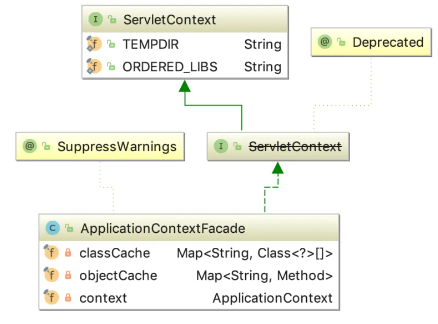 I ServletContext
f TEMPDIR String
f ORDERED_LIBS String
@ Deprecated
@ SuppressWarnings
I ServletContext
C ApplicationContextFacade
f classCache Map<String, Class<?>[]>
f objectCache Map<String, Method>
f context ApplicationContext